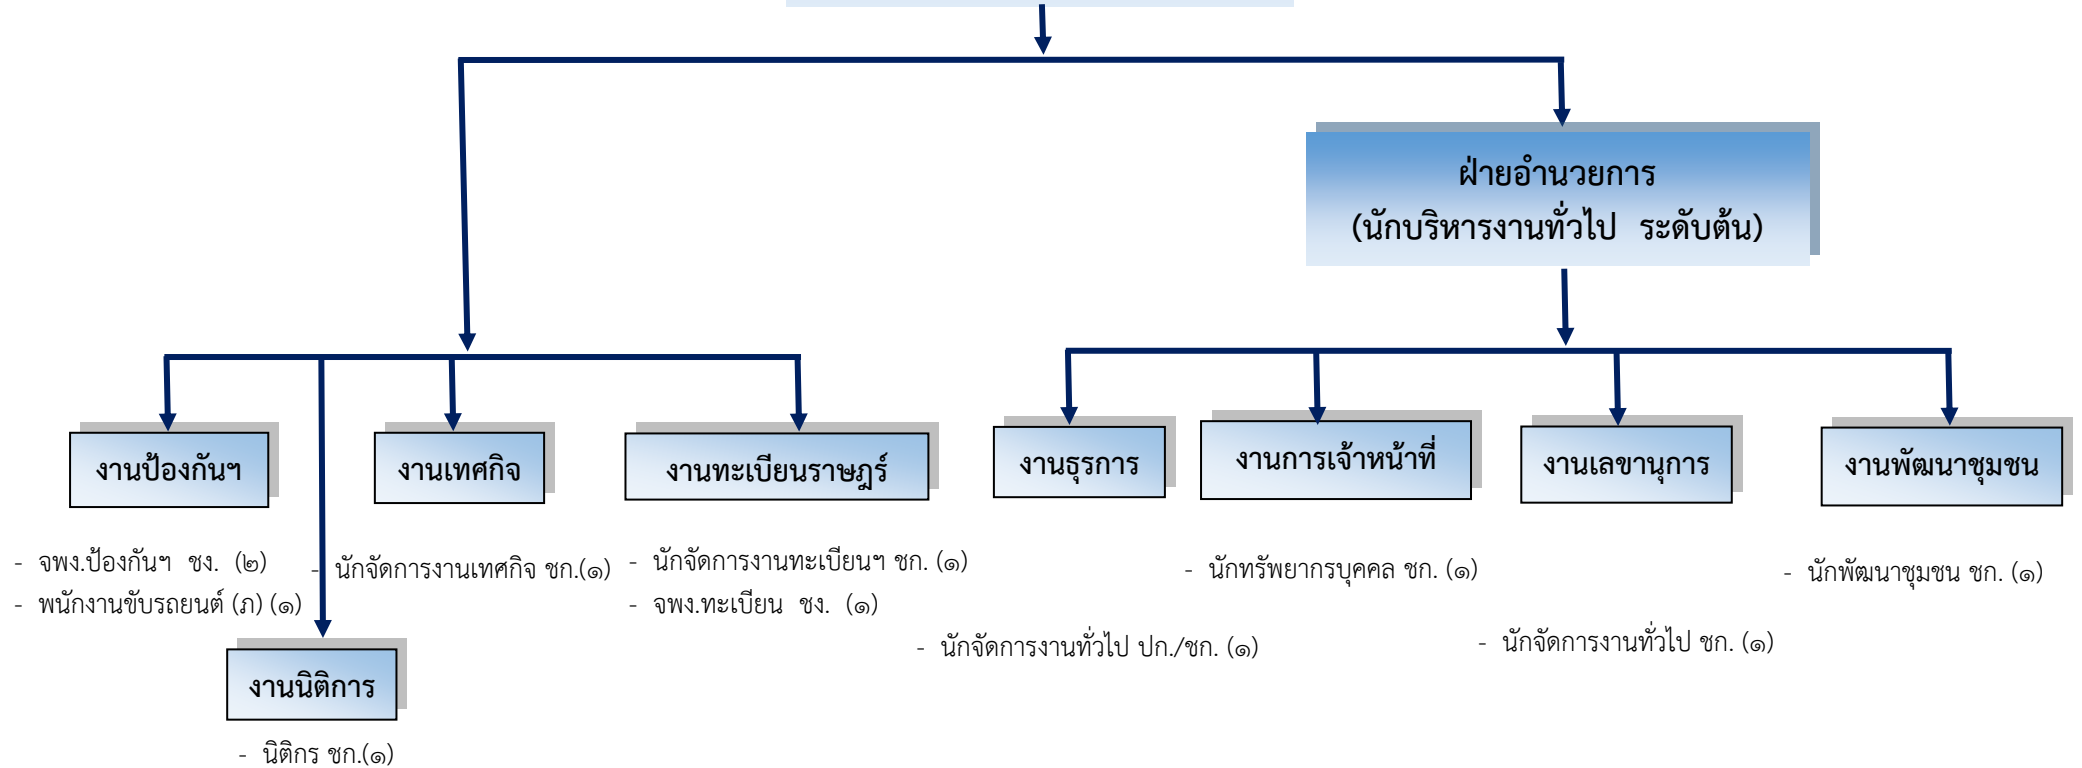 ฝ่ายอำนวยการ
(นักบริหารงานทั่วไป ระดับต้น)
งานป้องกันฯ
งานเทศกิจ
งานทะเบียนราษฎร์
งานธุรการ
งานการเจ้าหน้าที่
งานเลขานุการ
งานพัฒนาชุมชน
- จพง.ป้องกันฯ ชง. (๒)
- พนักงานขับรถยนต์ (ภ) (๑)
- นักจัดการงานเทศกิจ ชก.(๑)
- นักจัดการงานทะเบียนฯ ชก. (๑)
- จพง.ทะเบียน ชง. (๑)
- นักจัดการงานทั่วไป ปก./ชก. (๑)
- นักทรัพยากรบุคคล ชก. (๑)
- นักจัดการงานทั่วไป ชก. (๑)
- นักพัฒนาชุมชน ชก. (๑)
งานนิติการ
- นิติกร ชก.(๑)